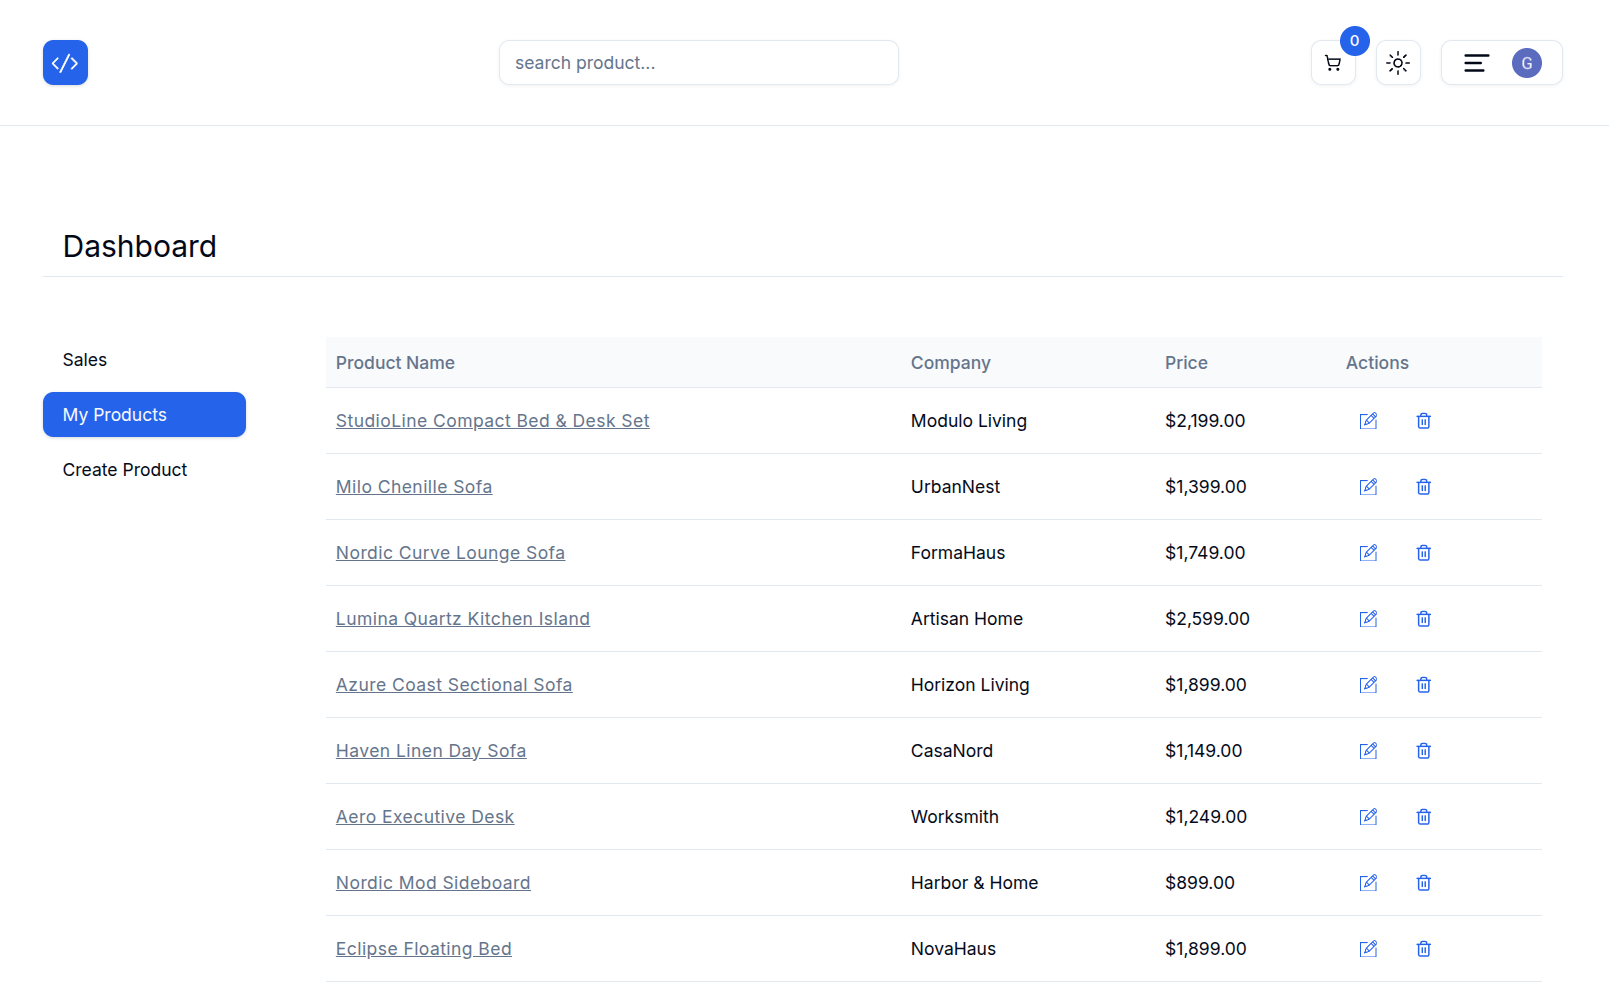 </>
search product...
0
G
Dashboard
Sales
My Products
Create Product
Product Name Company Price Actions
StudioLine Compact Bed & Desk Set Modulo Living $2,199.00
Milo Chenille Sofa UrbanNest $1,399.00
Nordic Curve Lounge Sofa FormaHaus $1,749.00
Lumina Quartz Kitchen Island Artisan Home $2,599.00
Azure Coast Sectional Sofa Horizon Living $1,899.00
Haven Linen Day Sofa CasaNord $1,149.00
Aero Executive Desk Worksmith $1,249.00
Nordic Mod Sideboard Harbor & Home $899.00
Eclipse Floating Bed NovaHaus $1,899.00